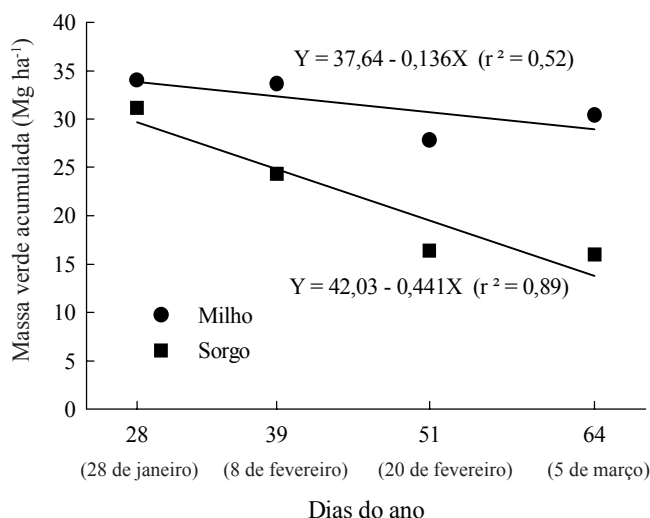 Massa verde acumulada (Mg ha⁻¹)
40
35
30
25
20
15
10
5
0
Y = 37,64 - 0,136X (r ² = 0,52)
Y = 42,03 - 0,441X (r ² = 0,89)
Milho
Sorgo
28 39 51 64
(28 de janeiro) (8 de fevereiro) (20 de fevereiro) (5 de março)
Dias do ano